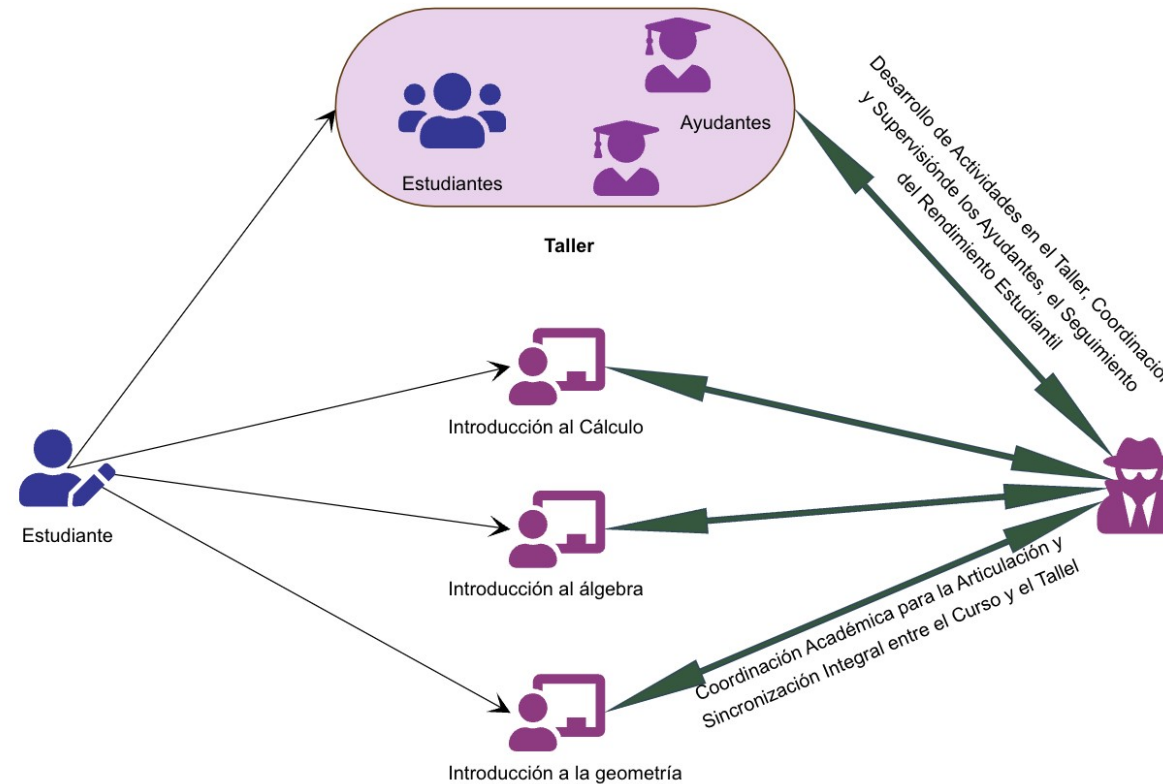 Estudiantes
Ayudantes
Taller
Desarrollo de Actividades en el Taller, Coordinación
y Supervisiónde los Ayudantes, el Seguimiento
del Rendimiento Estudiantil
Introducción al Cálculo
Estudiante
Introducción al álgebra
Coordinación Académica para la Articulación y
Sincronización Integral entre el Curso y el Tallel
Introducción a la geometría